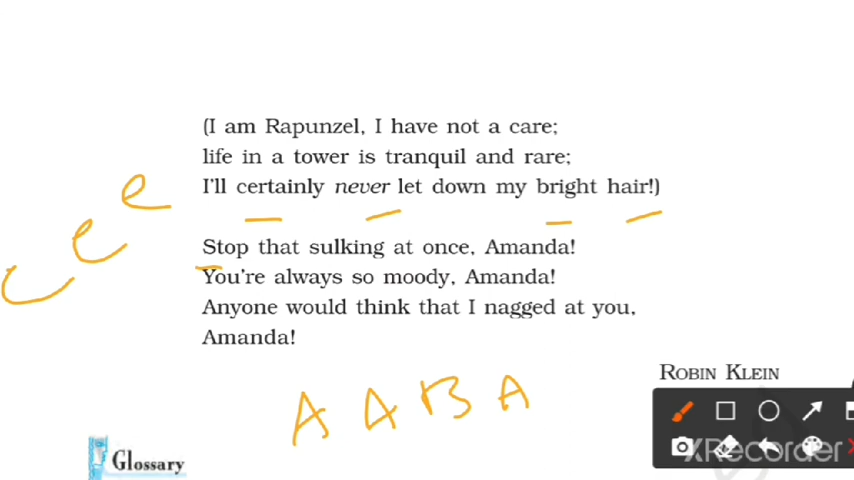 (I am Rapunzel, I have not a care;
life in a tower is tranquil and rare;
I'll certainly never let down my bright hair!)
e
e
Stop that sulking at once, Amanda!
You're always so moody, Amanda!
Anyone would think that I nagged at you,
Amanda!
ROBIN KLEIN
A A B A
XRecorder
Glossary